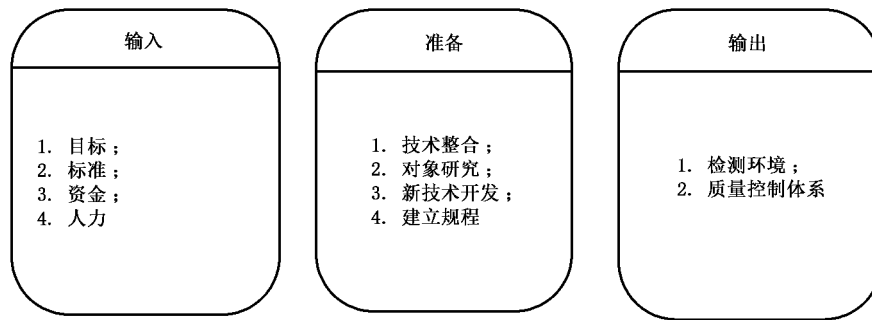 输入
1. 目标；
2. 标准；
3. 资金；
4. 人力
准备
1. 技术整合；
2. 对象研究；
3. 新技术开发；
4. 建立规程
输出
1. 检测环境；
2. 质量控制体系